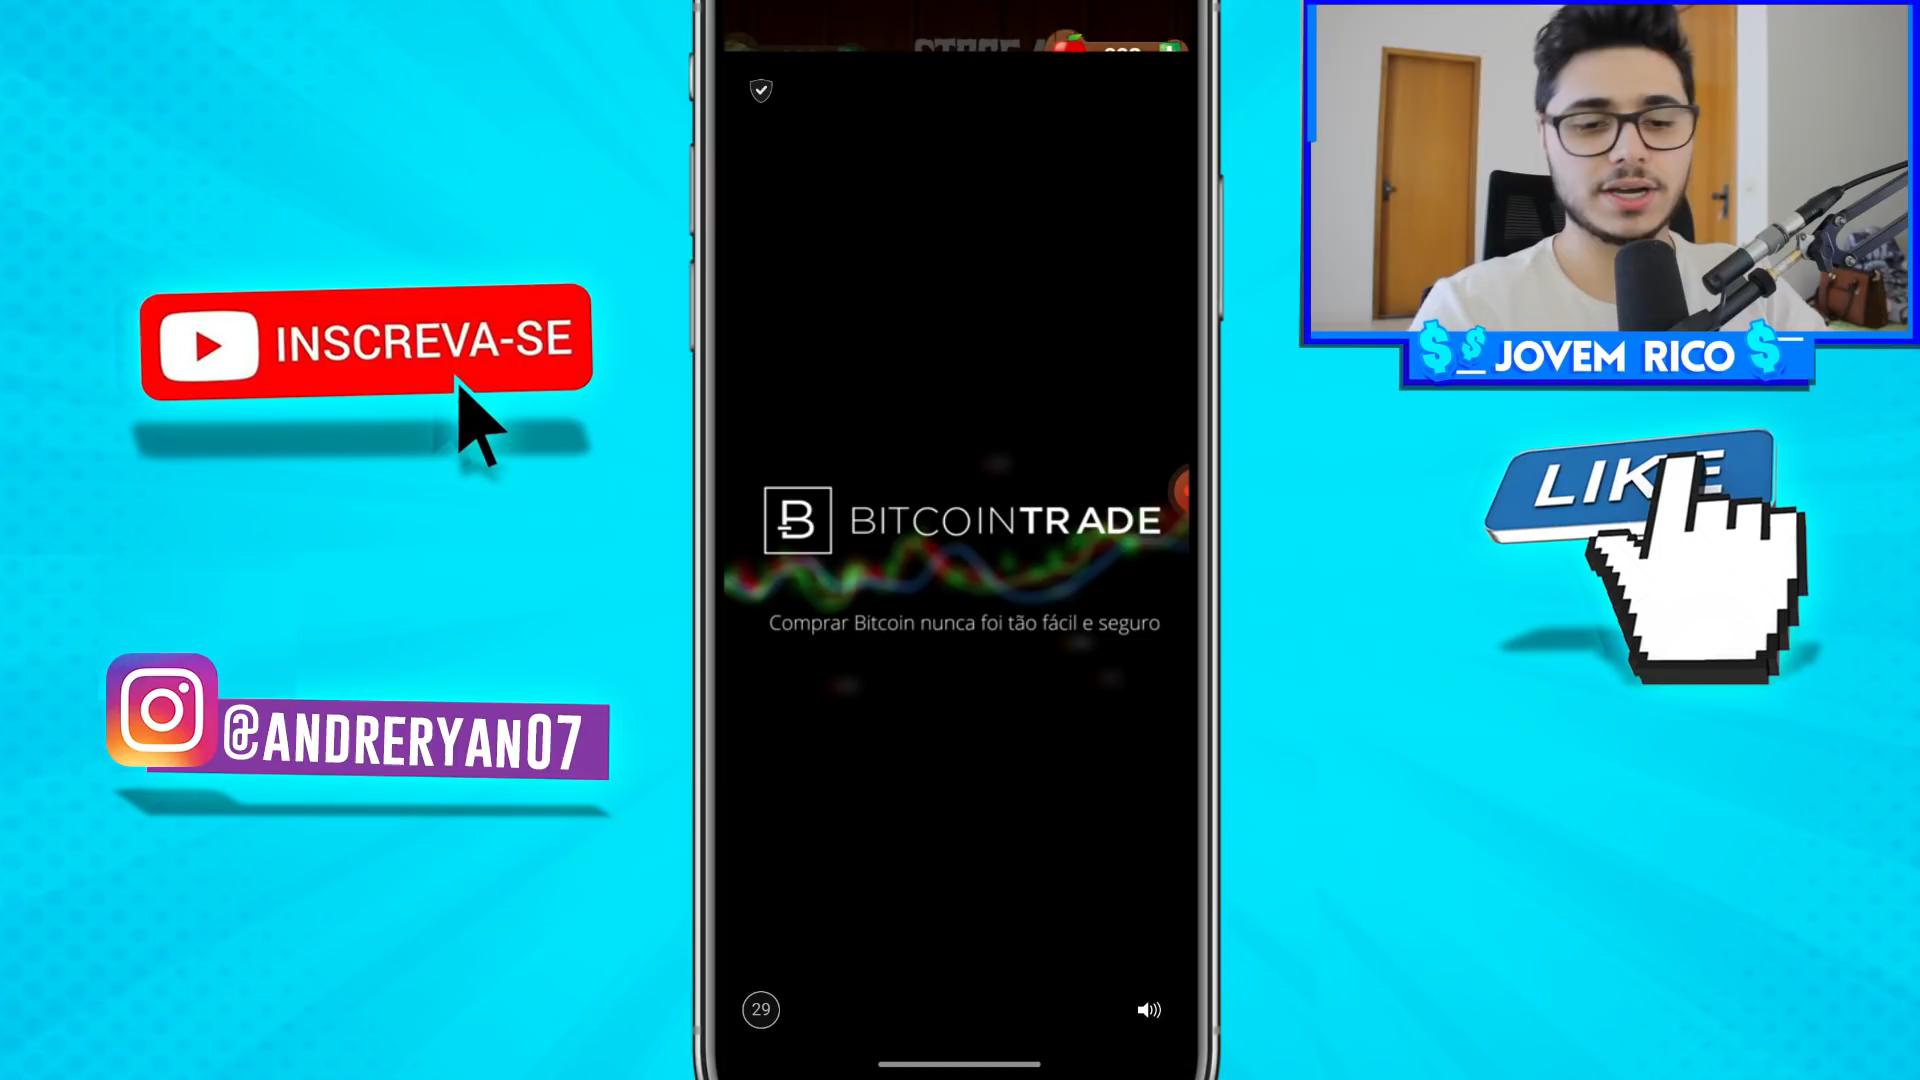 INSCREVA-SE
@ANDRERYAN07
BITCOINTRADE
Comprar Bitcoin nunca foi tão fácil e seguro
29
$ $ JOVEM RICO $
LIKE